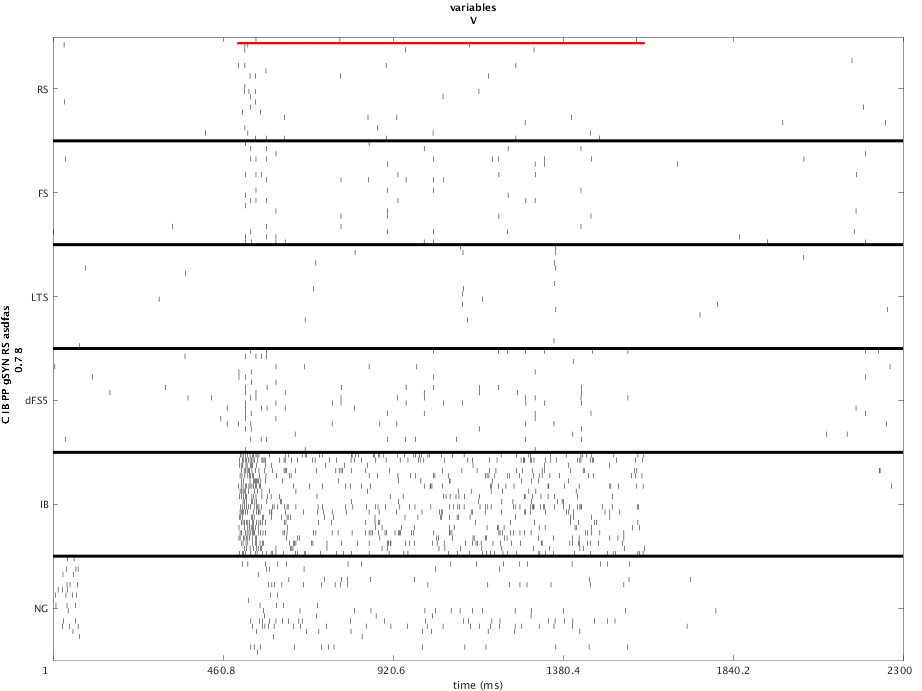 variables
V
RS
FS
LTS
dFS5
IB
NG
C IB PP gSYN RS asdfas
0.7 8
1
460.8
920.6
1380.4
1840.2
2300
time (ms)